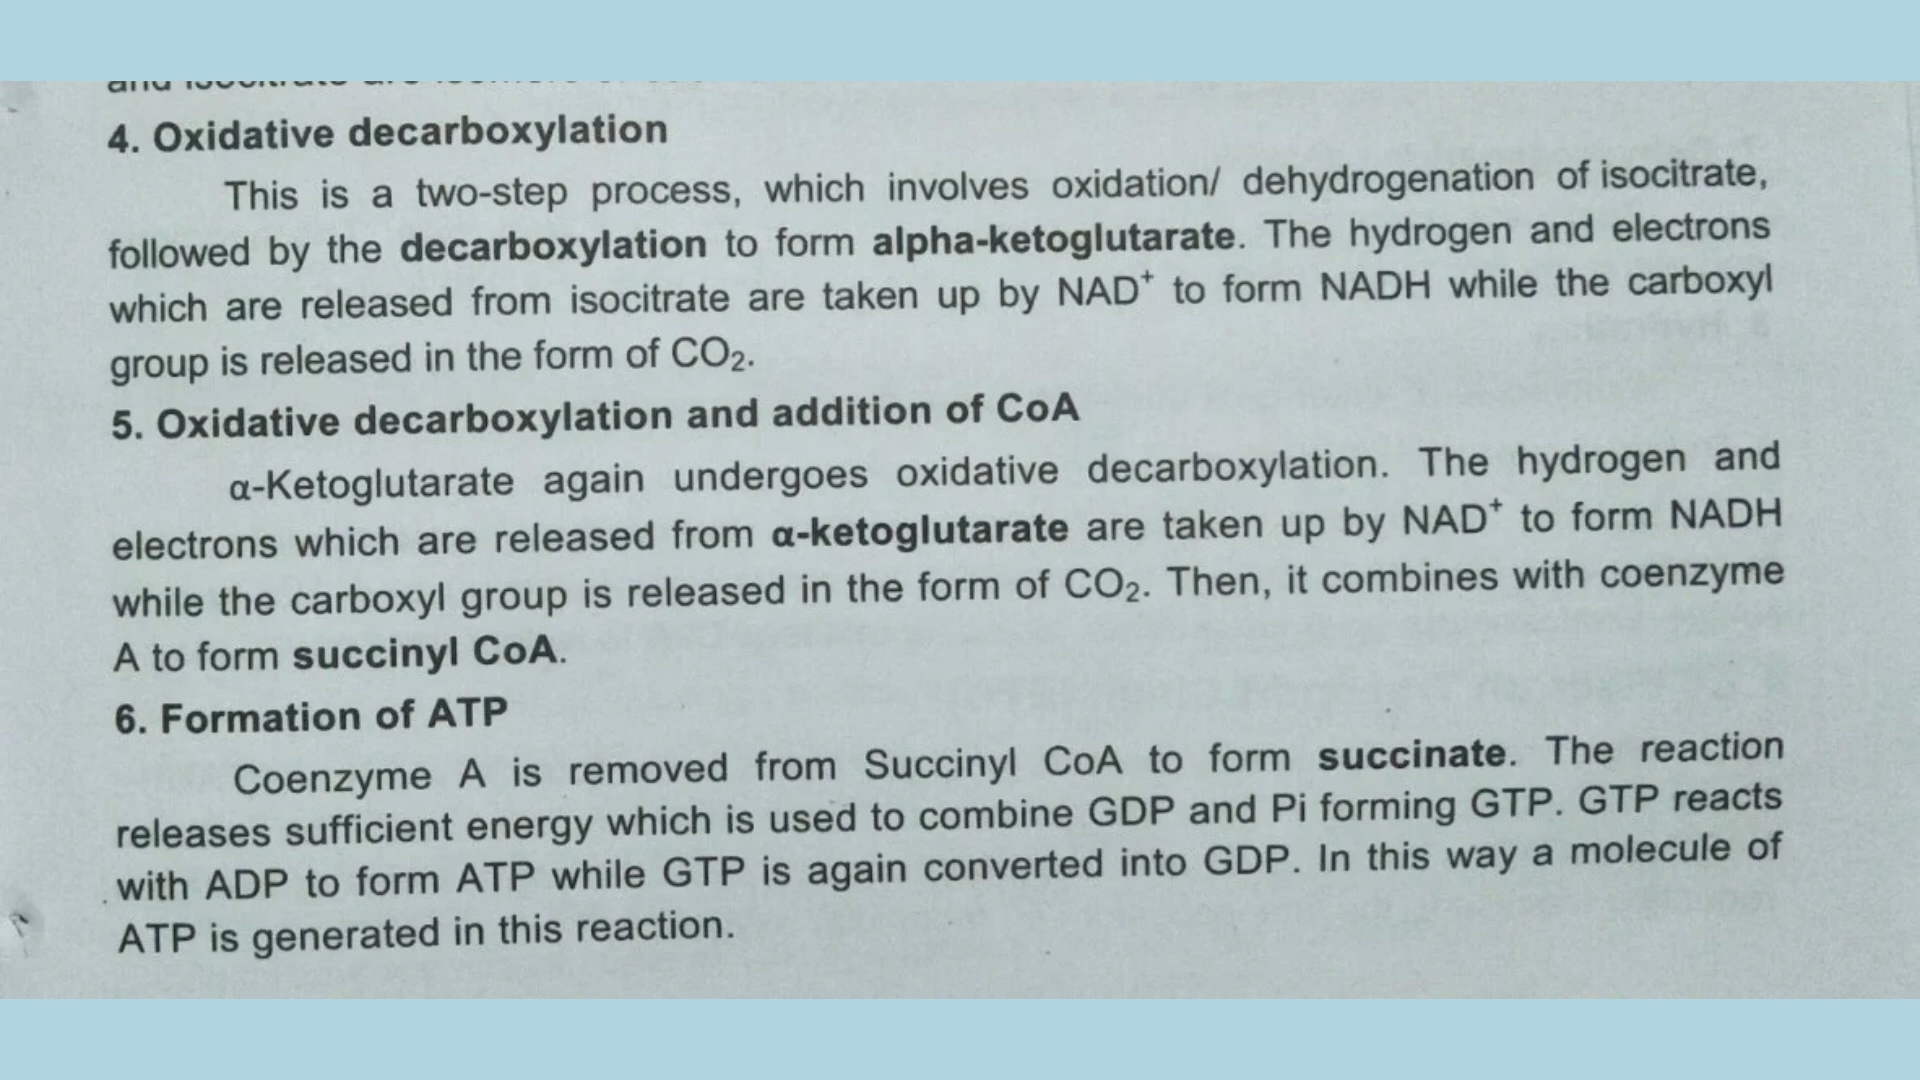 4. Oxidative decarboxylation
This is a two-step process, which involves oxidation/ dehydrogenation of isocitrate,
followed by the decarboxylation to form alpha-ketoglutarate. The hydrogen and electrons
which are released from isocitrate are taken up by NAD⁺ to form NADH while the carboxyl
group is released in the form of CO₂.
5. Oxidative decarboxylation and addition of CoA
α-Ketoglutarate again undergoes oxidative decarboxylation. The hydrogen and
electrons which are released from α-ketoglutarate are taken up by NAD⁺ to form NADH
while the carboxyl group is released in the form of CO₂. Then, it combines with coenzyme
A to form succinyl CoA.
6. Formation of ATP
Coenzyme A is removed from Succinyl CoA to form succinate. The reaction
releases sufficient energy which is used to combine GDP and Pi forming GTP. GTP reacts
with ADP to form ATP while GTP is again converted into GDP. In this way a molecule of
ATP is generated in this reaction.